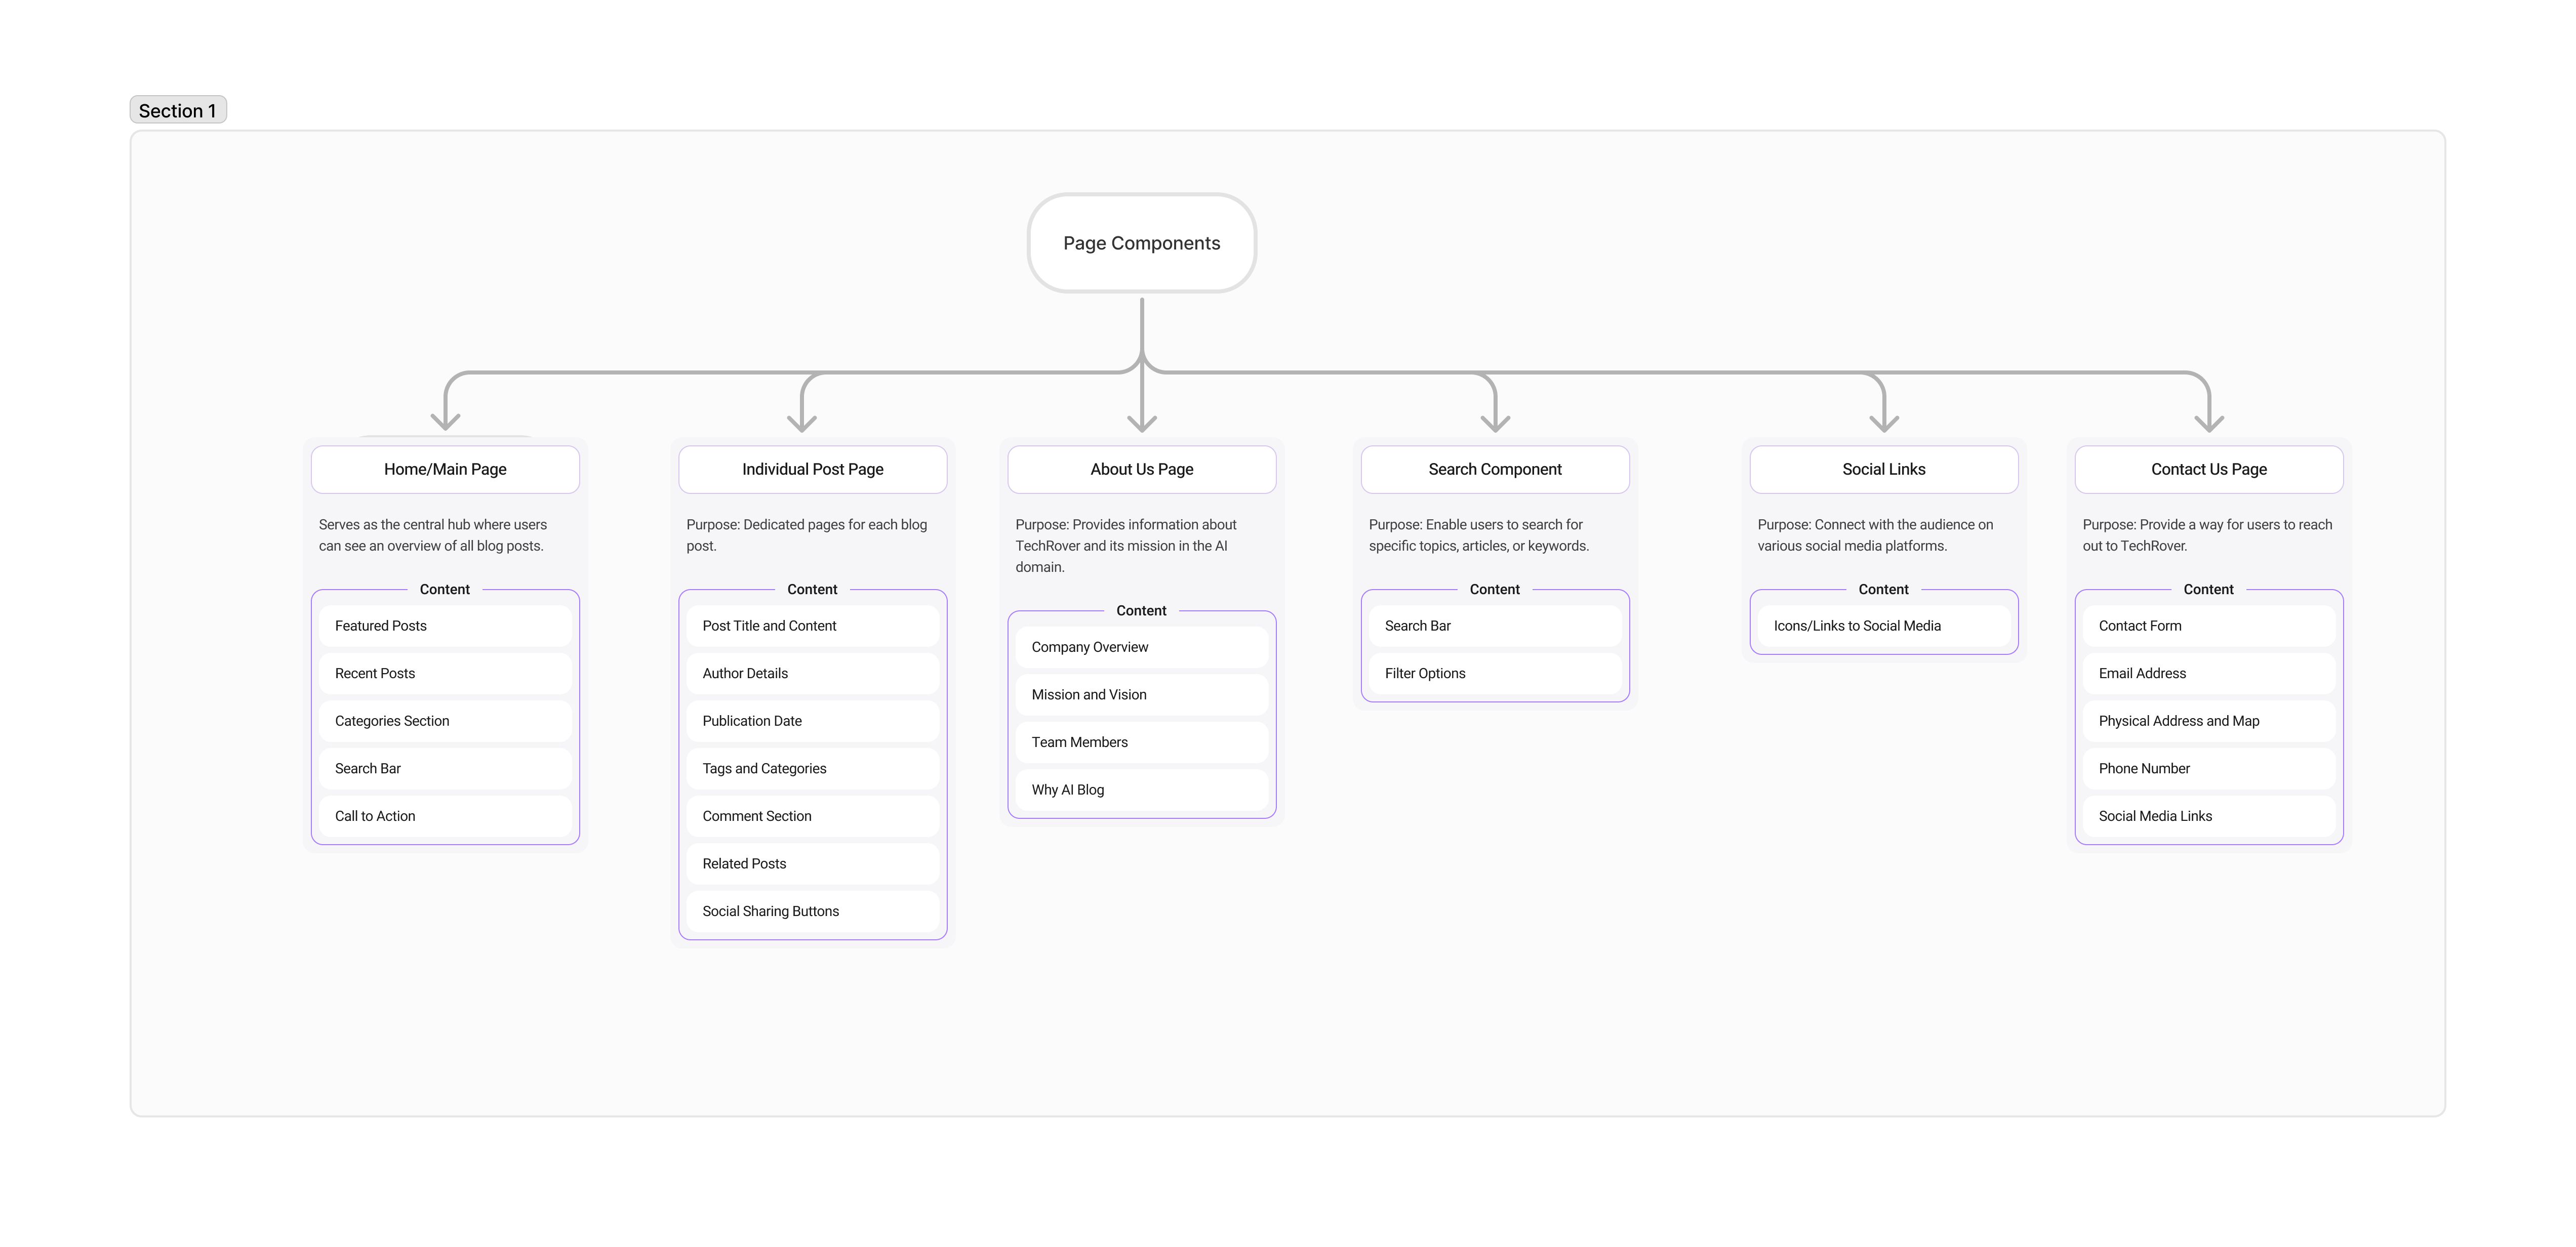 Section 1
Page Components
Home/Main Page
Serves as the central hub where users
can see an overview of all blog posts.
Content
Featured Posts
Recent Posts
Categories Section
Search Bar
Call to Action
Individual Post Page
Purpose: Dedicated pages for each blog
post.
Content
Post Title and Content
Author Details
Publication Date
Tags and Categories
Comment Section
Related Posts
Social Sharing Buttons
About Us Page
Purpose: Provides information about
TechRover and its mission in the AI
domain.
Content
Company Overview
Mission and Vision
Team Members
Why AI Blog
Search Component
Purpose: Enable users to search for
specific topics, articles, or keywords.
Content
Search Bar
Filter Options
Social Links
Purpose: Connect with the audience on
various social media platforms.
Content
Icons/Links to Social Media
Contact Us Page
Purpose: Provide a way for users to reach
out to TechRover.
Content
Contact Form
Email Address
Physical Address and Map
Phone Number
Social Media Links